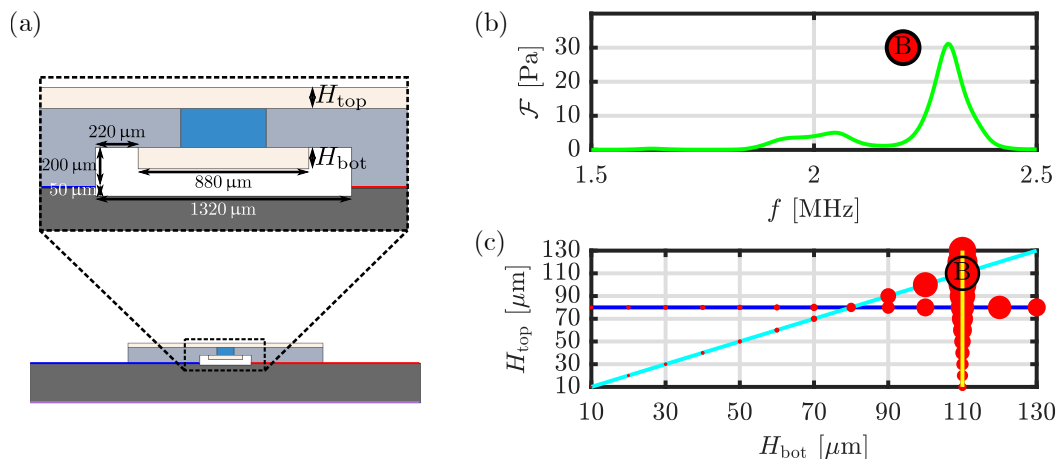 (a)
H_top
220 μm
200 μm
H_bot
50 μm
880 μm
1320 μm
(b)
B
30
20
10
0
ℱ [Pa]
1.5 2 2.5
f [MHz]
(c)
130
110
90
70
50
30
10
H_top [μm]
B
10 30 50 70 90 110 130
H_bot [μm]